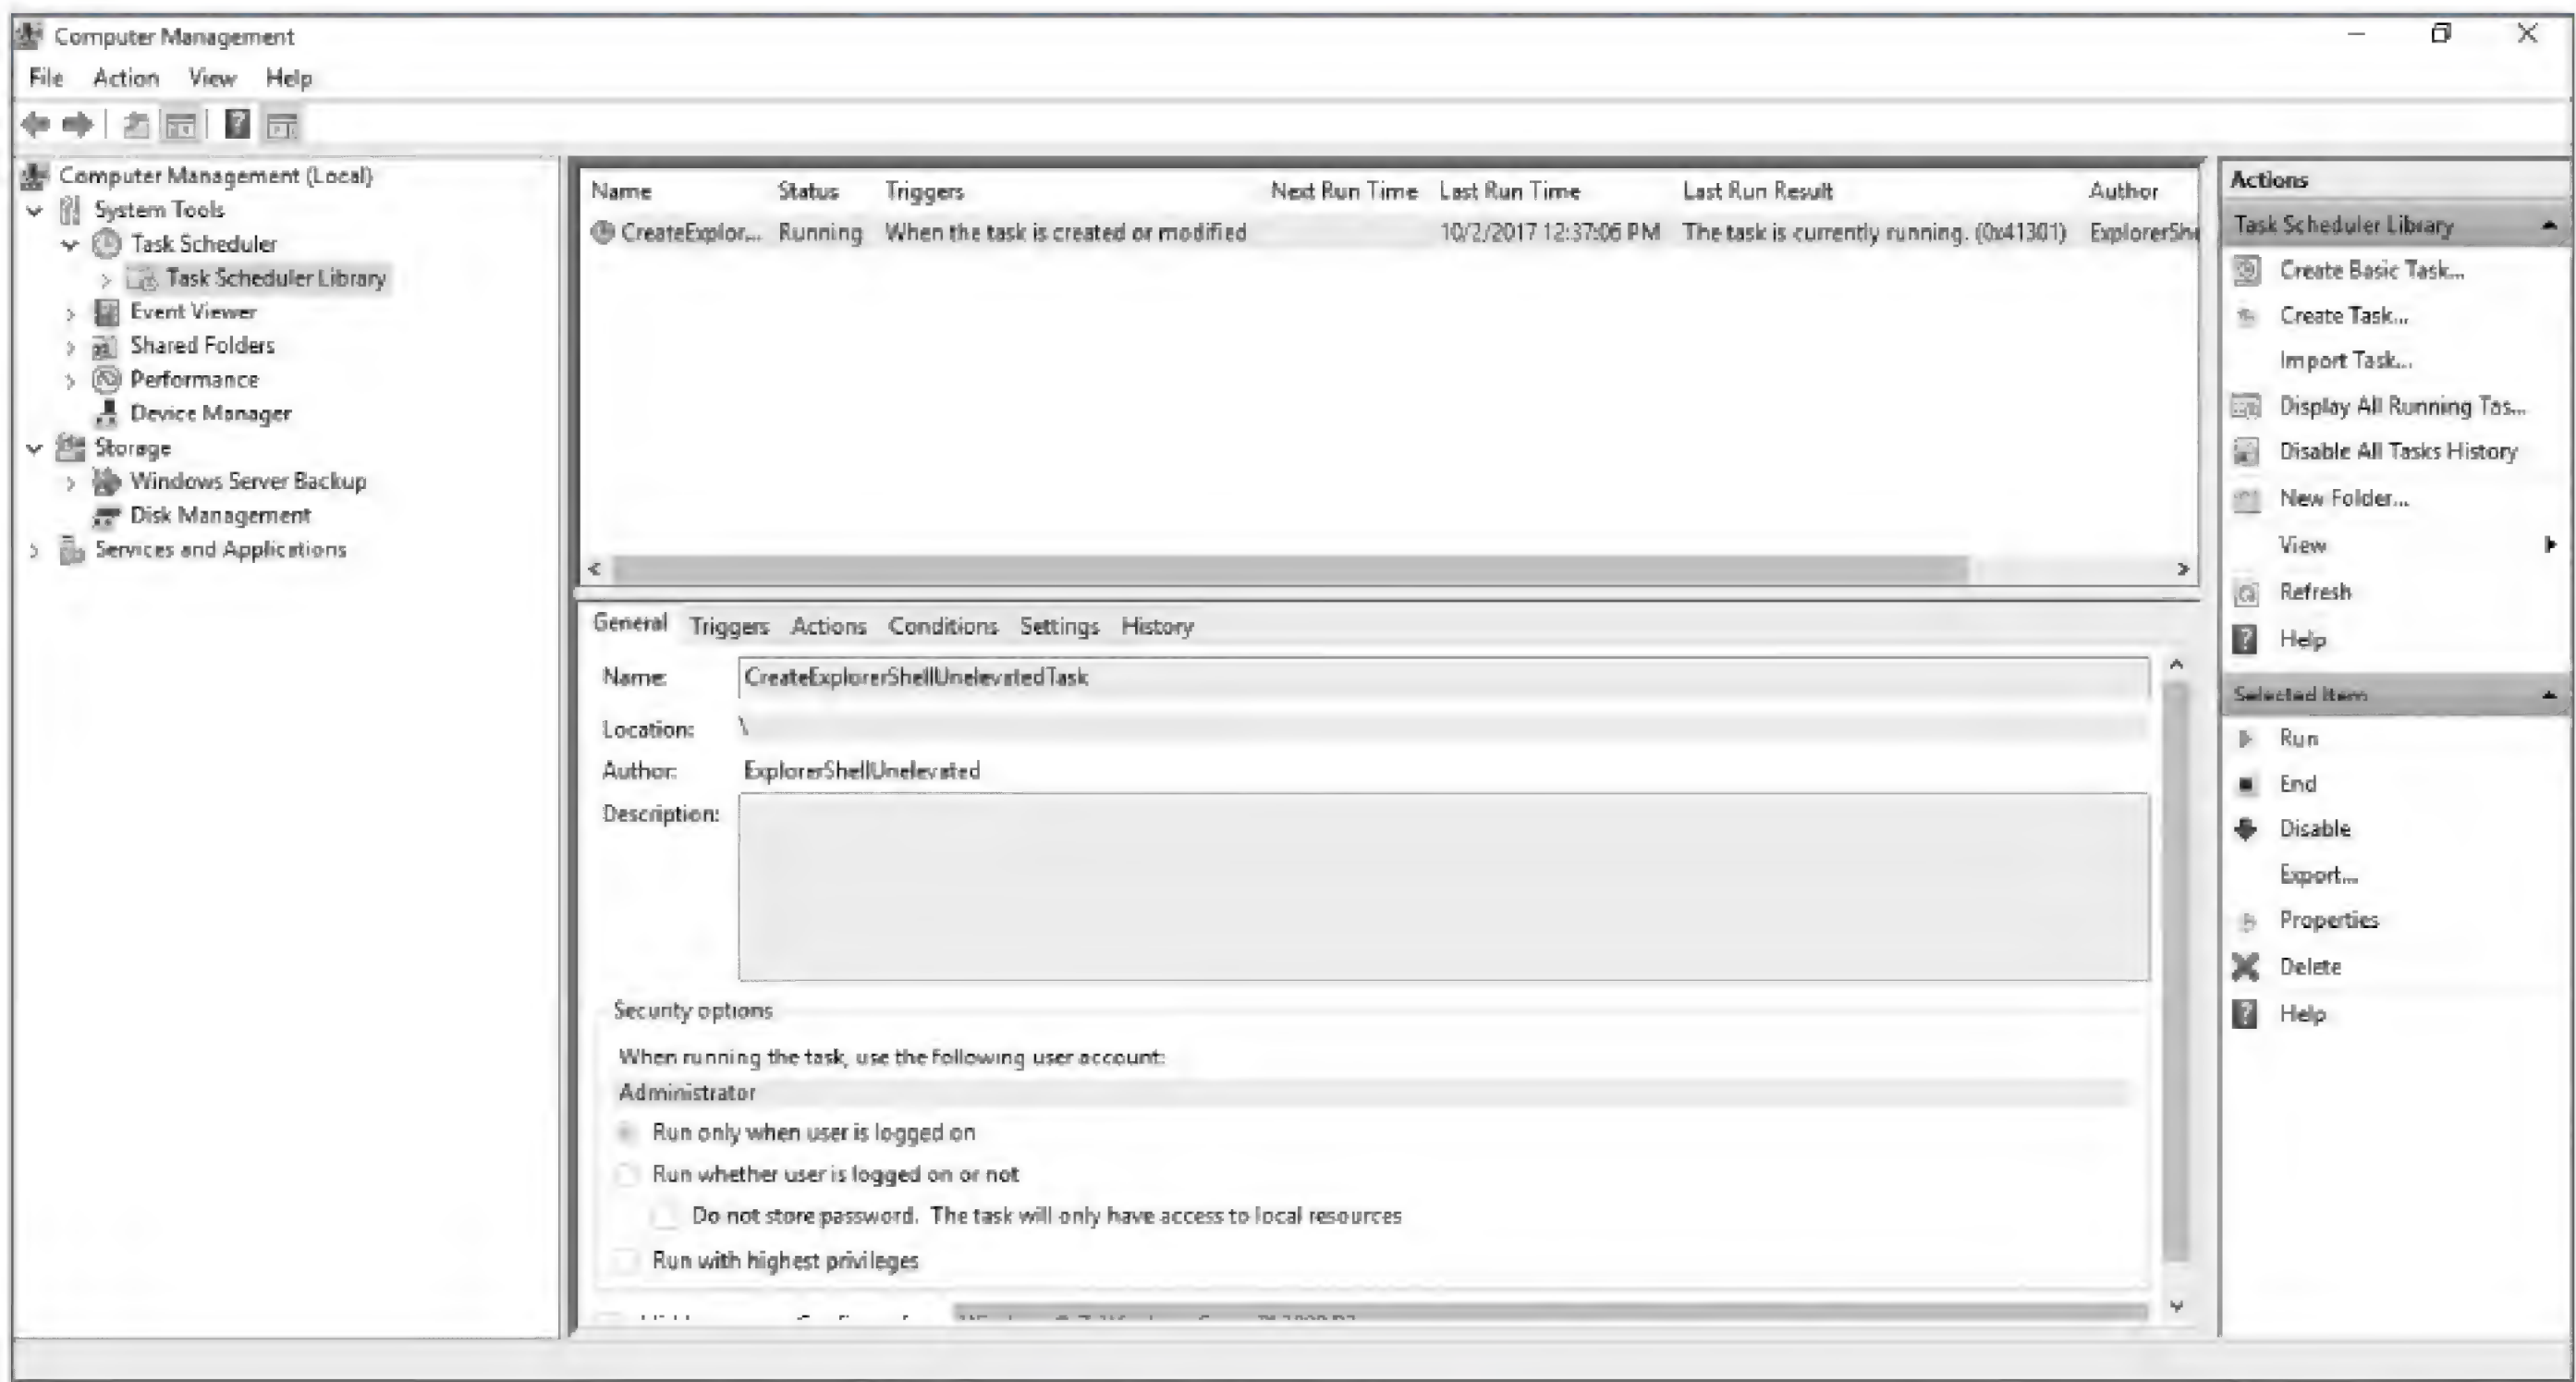 Computer Management
File Action View Help
Computer Management (Local)
System Tools
Task Scheduler
Task Scheduler Library
Event Viewer
Shared Folders
Performance
Device Manager
Storage
Windows Server Backup
Disk Management
Services and Applications
Name Status Triggers Next Run Time Last Run Time Last Run Result Author
CreateExplor... Running When the task is created or modified 10/2/2017 12:37:06 PM The task is currently running. (0x41301) ExplorerShe
General Triggers Actions Conditions Settings History
Name: CreateExplorerShellUnelevatedTask
Location: \
Author: ExplorerShellUnelevated
Description:
Security options
When running the task, use the following user account:
Administrator
Run only when user is logged on
Run whether user is logged on or not
Do not store password. The task will only have access to local resources
Run with highest privileges
Actions
Task Scheduler Library
Create Basic Task...
Create Task...
Import Task...
Display All Running Tas...
Disable All Tasks History
New Folder...
View
Refresh
Help
Selected Item
Run
End
Disable
Export...
Properties
Delete
Help